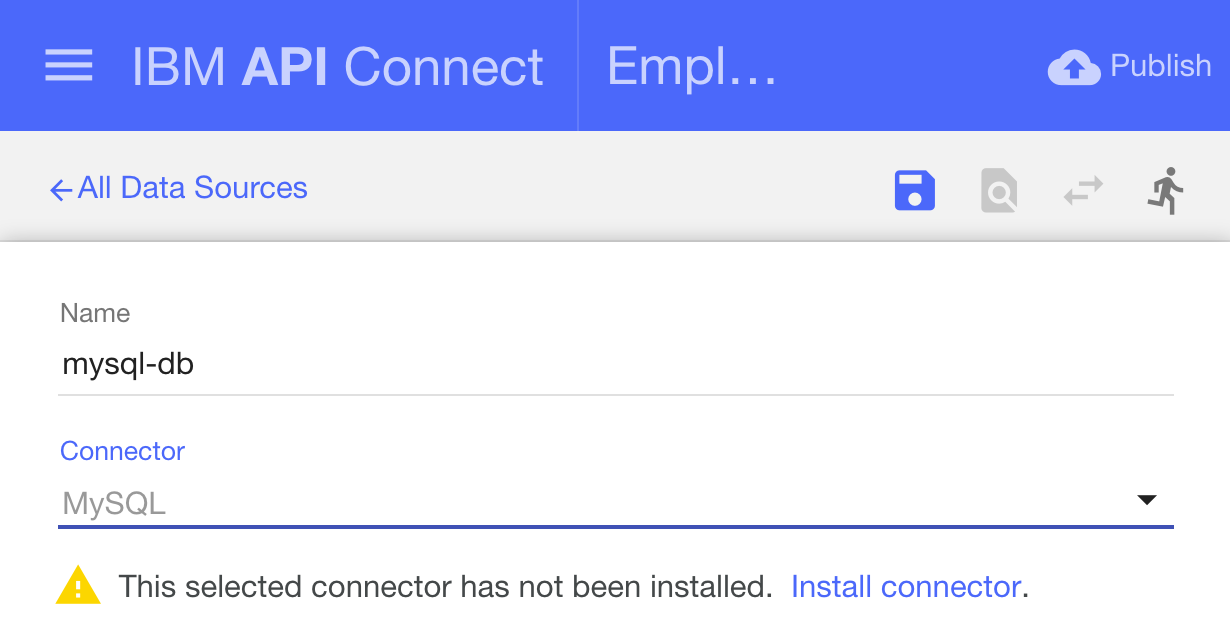 IBM API Connect Empl... Publish
←All Data Sources
Name
mysql-db
Connector
MySQL
This selected connector has not been installed. Install connector.